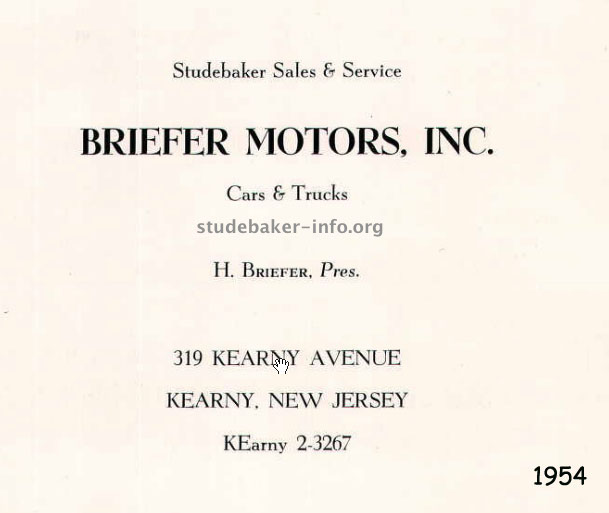 Studebaker Sales & Service
BRIEFER MOTORS, INC.
Cars & Trucks
studebaker-info.org
H. BRIEFER, Pres.
319 KEARNY AVENUE
KEARNY, NEW JERSEY
KEarny 2-3267
1954